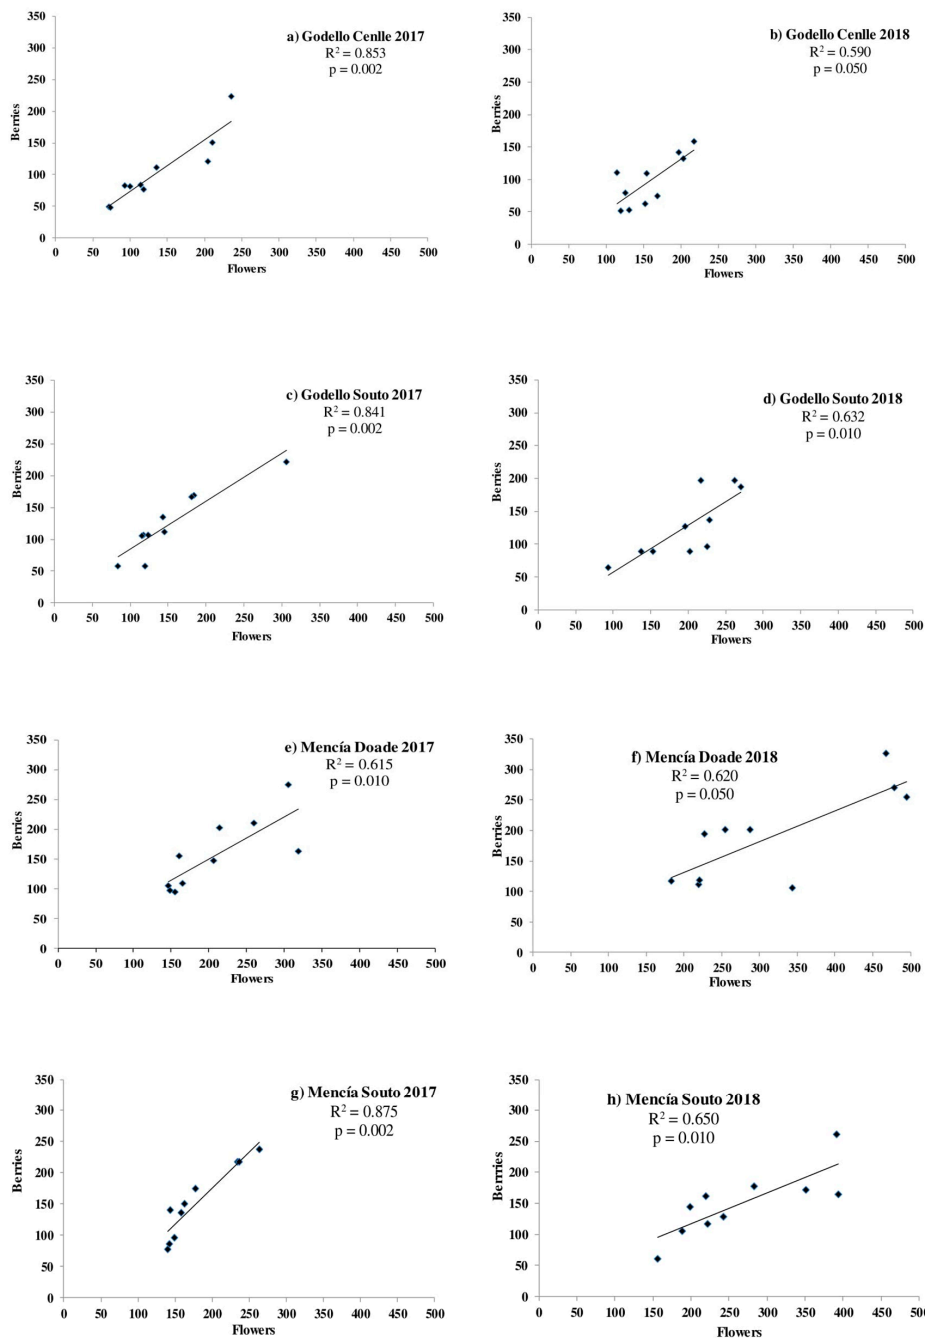 a) Godello Cenlle 2017
R² = 0.853
p = 0.002
Berries
350
300
250
200
150
100
50
0
0 50 100 150 200 250 300 350 400 450 500
Flowers
b) Godello Cenlle 2018
R² = 0.590
p = 0.050
Berries
350
300
250
200
150
100
50
0
0 50 100 150 200 250 300 350 400 450 500
Flowers
c) Godello Souto 2017
R² = 0.841
p = 0.002
Berries
350
300
250
200
150
100
50
0
0 50 100 150 200 250 300 350 400 450 500
Flowers
d) Godello Souto 2018
R² = 0.632
p = 0.010
Berries
350
300
250
200
150
100
50
0
0 50 100 150 200 250 300 350 400 450 500
Flowers
e) Mencía Doade 2017
R² = 0.615
p = 0.010
Berries
350
300
250
200
150
100
50
0
0 50 100 150 200 250 300 350 400 450 500
Flowers
f) Mencía Doade 2018
R² = 0.620
p = 0.050
Berries
350
300
250
200
150
100
50
0
0 50 100 150 200 250 300 350 400 450 500
Flowers
g) Mencía Souto 2017
R² = 0.875
p = 0.002
Berries
350
300
250
200
150
100
50
0
0 50 100 150 200 250 300 350 400 450 500
Flowers
h) Mencía Souto 2018
R² = 0.650
p = 0.010
Berrries
350
300
250
200
150
100
50
0
0 50 100 150 200 250 300 350 400 450 500
Flowers